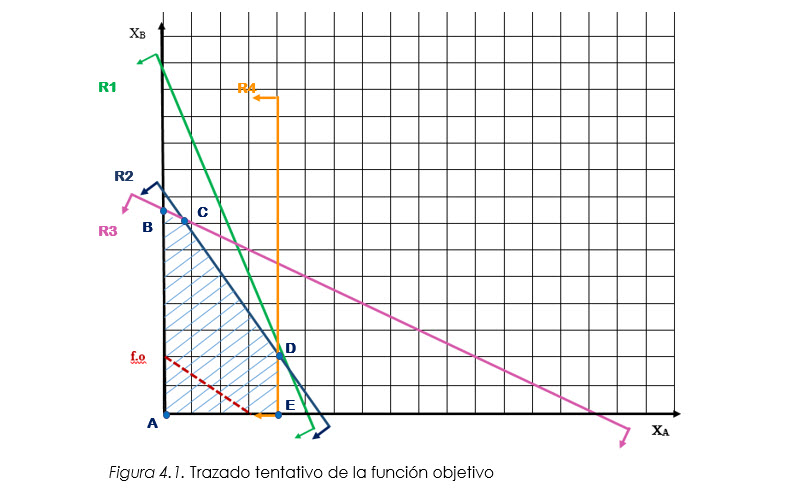 XB
R1
R4
R2
B
C
R3
D
f.o
E
A
XA
Figura 4.1. Trazado tentativo de la función objetivo